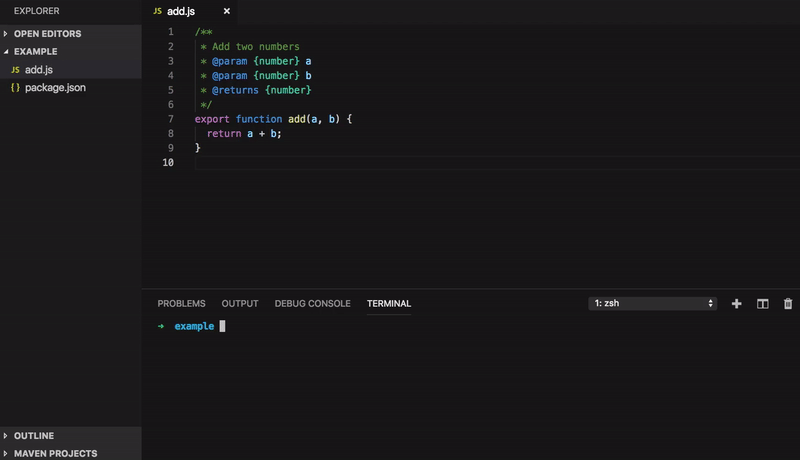 EXPLORER
OPEN EDITORS
EXAMPLE
JS add.js
{ } package.json
OUTLINE
MAVEN PROJECTS
JS add.js ×
1 /**
2  * Add two numbers
3  * @param {number} a
4  * @param {number} b
5  * @returns {number}
6  */
7 export function add(a, b) {
8   return a + b;
9 }
10
PROBLEMS OUTPUT DEBUG CONSOLE TERMINAL 1: zsh
➜ example